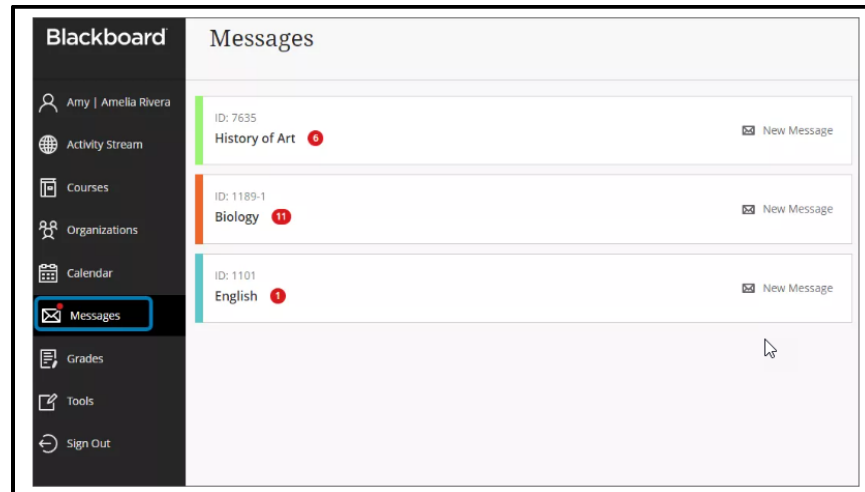 Blackboard
Messages
Amy | Amelia Rivera
Activity Stream
Courses
Organizations
Calendar
Messages
Grades
Tools
Sign Out
ID: 7635
History of Art 6
New Message
ID: 1189-1
Biology 11
New Message
ID: 1101
English 1
New Message